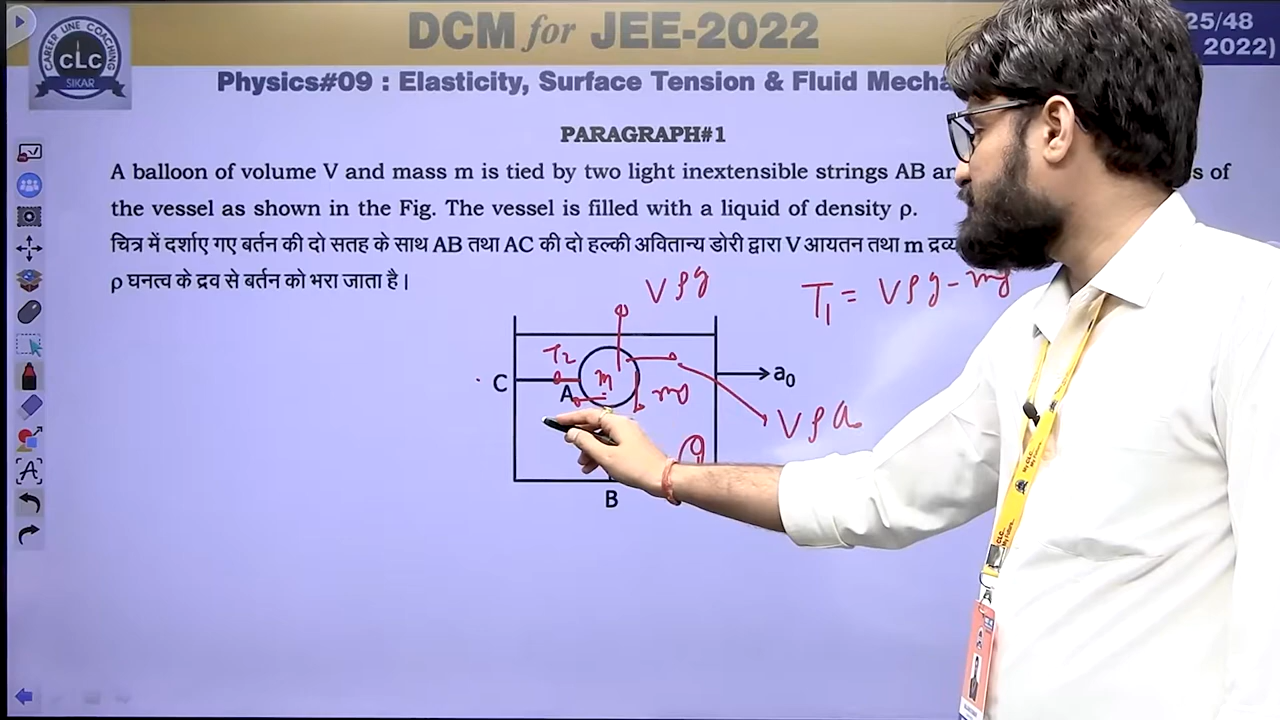 DCM for JEE-2022
25/48
2022)
CAREER LINE COACHING
CLC
SIKAR
Physics#09 : Elasticity, Surface Tension & Fluid Mecha
PARAGRAPH#1
A balloon of volume V and mass m is tied by two light inextensible strings AB an s of
the vessel as shown in the Fig. The vessel is filled with a liquid of density ρ.
चित्र में दर्शाए गए बर्तन की दो सतह के साथ AB तथा AC की दो हल्की अवितान्य डोरी द्वारा V आयतन तथा m द्रव्य
ρ घनत्व के द्रव से बर्तन को भरा जाता है।
Vρg
T₁ = Vρg - mg
T₂
C
A
m
mg
a₀
Vρa₀
B
CLC